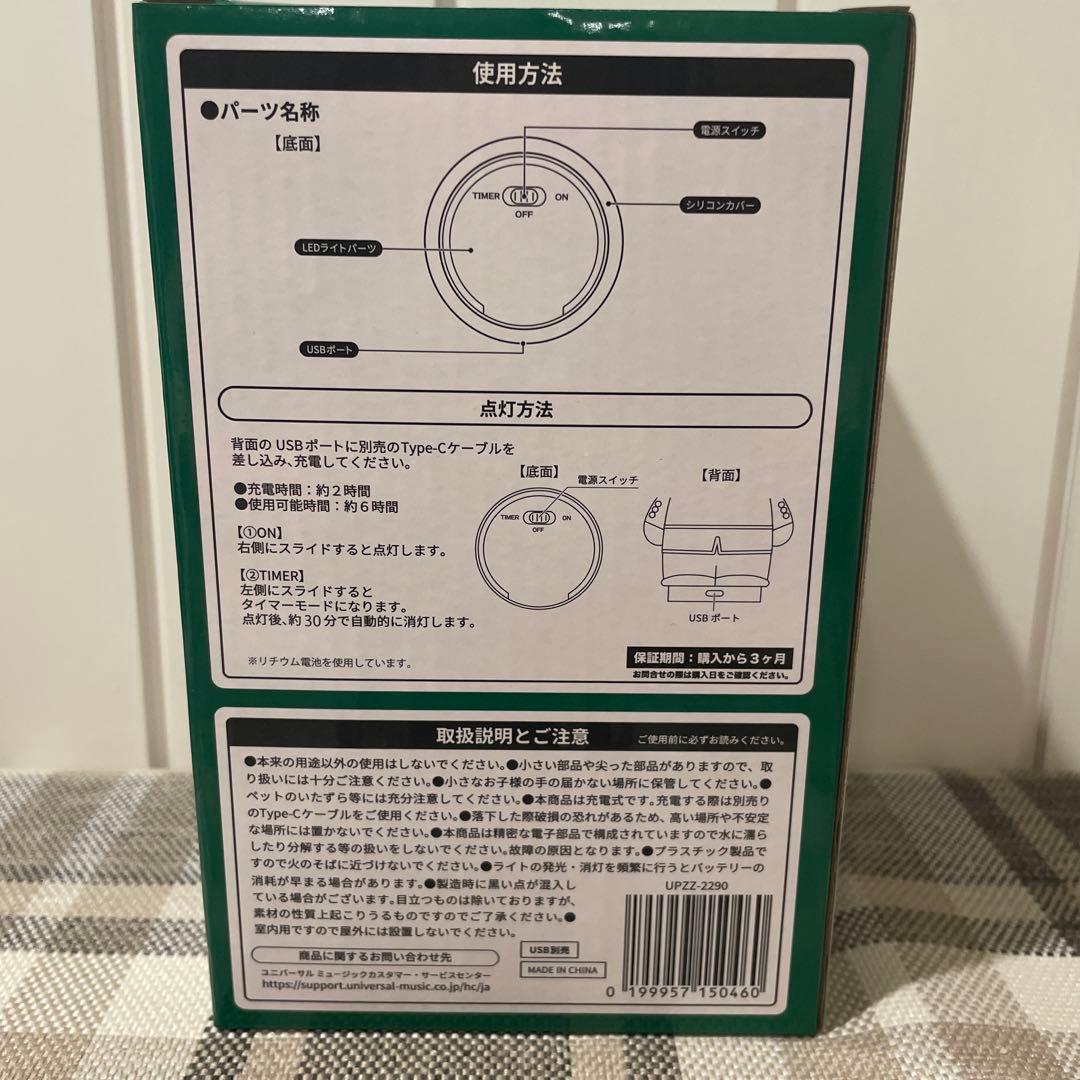 使用方法
●パーツ名称
【底面】
電源スイッチ
TIMER
ON
OFF
シリコンカバー
LEDライトパーツ
USBポート
点灯方法
背面の USBポートに別売のType-Cケーブルを
差し込み、充電してください。
●充電時間：約２時間
●使用可能時間：約６時間
【①ON】
右側にスライドすると点灯します。
【②TIMER】
左側にスライドすると
タイマーモードになります。
点灯後、約30分で自動的に消灯します。
【底面】
電源スイッチ
TIMER
ON
OFF
【背面】
USBポート
※リチウム電池を使用しています。
保証期間：購入から３ヶ月
お問合せの際は購入日をご確認ください。
取扱説明とご注意
ご使用前に必ずお読みください。
●本来の用途以外の使用はしないでください。●小さい部品や尖った部品がありますので、取
り扱いには十分ご注意ください。●小さなお子様の手の届かない場所に保管してください。●
ペットのいたずら等には充分注意してください。●本商品は充電式です。充電する際は別売り
のType-Cケーブルをご使用ください。●落下した際破損の恐れがあるため、高い場所や不安定
な場所には置かないでください。●本商品は精密な電子部品で構成されていますので水に濡ら
したり分解する等の扱いをしないでください。故障の原因となります。●プラスチック製品で
すので火のそばに近づけないでください。●ライトの発光・消灯を頻繁に行うとバッテリーの
消耗が早まる場合があります。●製造時に黒い点が混入し
ている場合がございます。目立つものは除いておりますが、
素材の性質上起こりうるものですのでご了承ください。●
室内用ですので屋外には設置しないでください。
商品に関するお問い合わせ先
ユニバーサル ミュージックカスタマー・サービスセンター
https://support.universal-music.co.jp/hc/ja
USB別売
MADE IN CHINA
UPZZ-2290
0 199957 150460